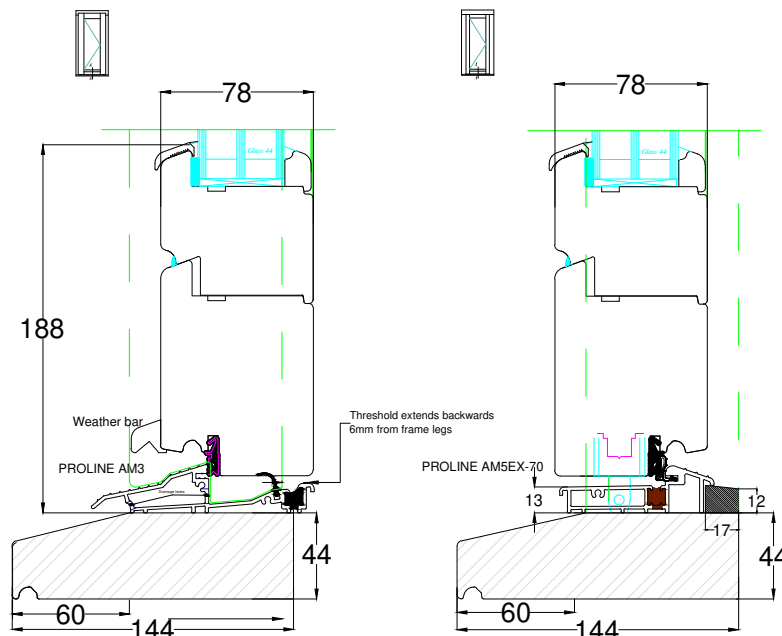 78
Glass 44
188
Weather bar
PROLINE AM3
Drainage holes
Threshold extends backwards
6mm from frame legs
44
60
144
78
Glass 44
PROLINE AM5EX-70
13
12
17
44
60
144